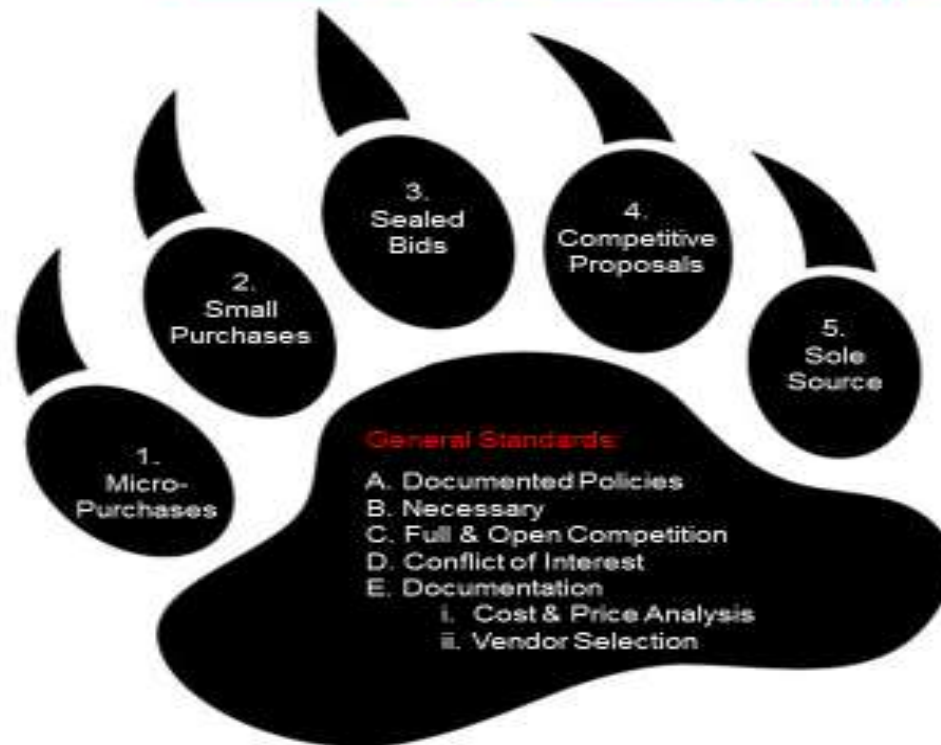 1.
Micro-
Purchases
2.
Small
Purchases
3.
Sealed
Bids
4.
Competitive
Proposals
5.
Sole
Source
General Standards:
A. Documented Policies
B. Necessary
C. Full & Open Competition
D. Conflict of Interest
E. Documentation
i. Cost & Price Analysis
ii. Vendor Selection